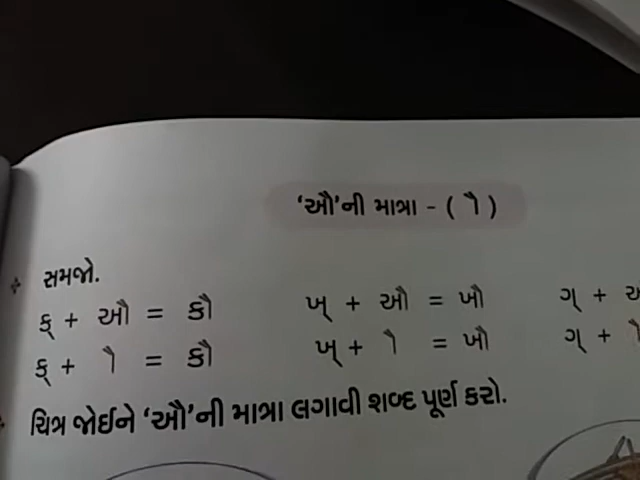 ‘ઔ’ની માત્રા - ( ૌ )
સમજો.
ક્ + ઔ = કૌ ખ્ + ઔ = ખૌ ગ્ +
ક્ + ૌ = કૌ ખ્ + ૌ = ખૌ ગ્ +
ચિત્ર જોઈને ‘ઔ’ની માત્રા લગાવી શબ્દ પૂર્ણ કરો.